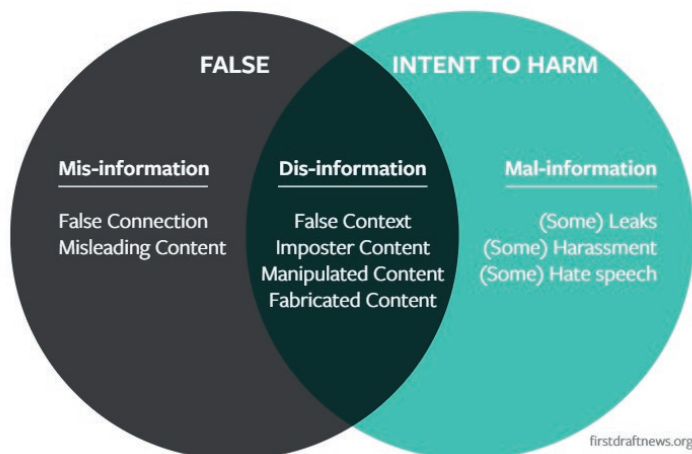 FALSE
INTENT TO HARM
Mis-information
False Connection
Misleading Content
Dis-information
False Context
Imposter Content
Manipulated Content
Fabricated Content
Mal-information
(Some) Leaks
(Some) Harassment
(Some) Hate speech
firstdraftnews.org